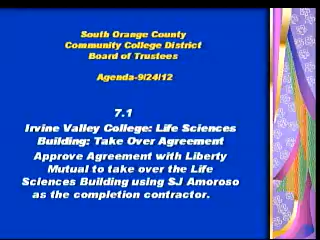 South Orange County
Community College District
Board of Trustees
Agenda-9/24/12
7.1
Irvine Valley College: Life Sciences
Building: Take Over Agreement
Approve Agreement with Liberty
Mutual to take over the Life
Sciences Building using SJ Amoroso
as the completion contractor.